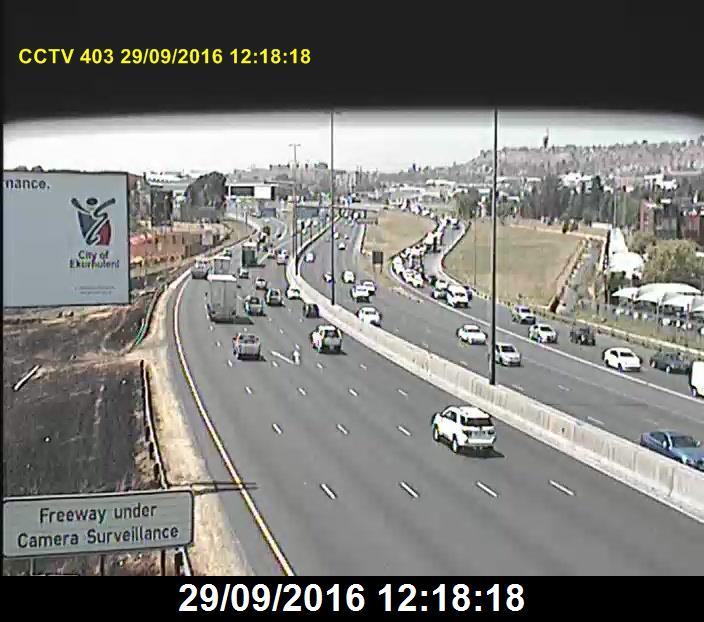 CCTV 403 29/09/2016 12:18:18
nance.
City of
Ekurhuleni
Freeway under
Camera Surveillance
29/09/2016 12:18:18